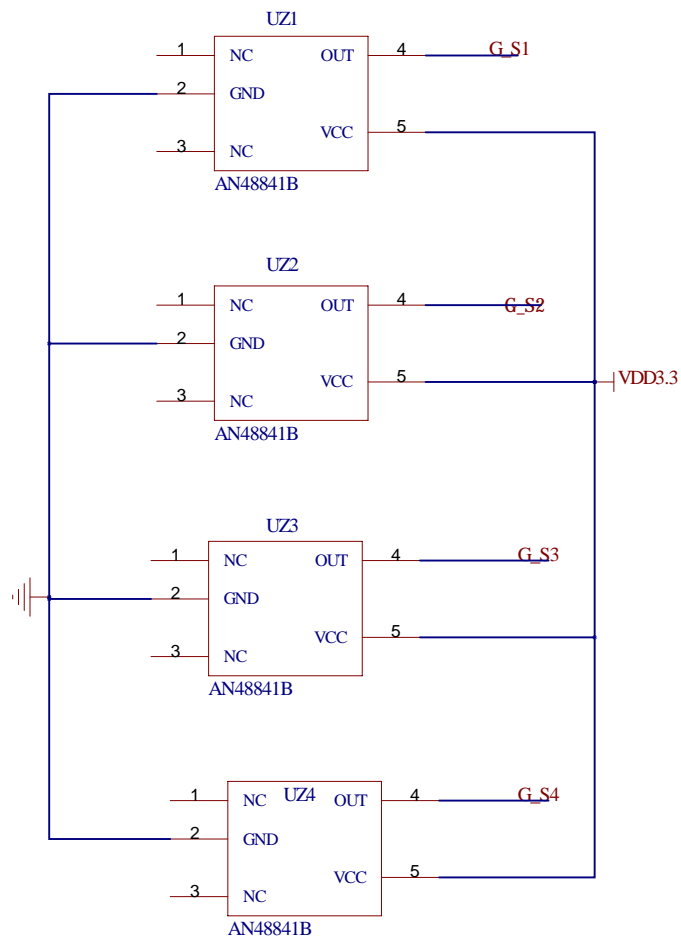 UZ1
1 NC OUT 4 G_S1
2 GND
VCC 5
3 NC
AN48841B
UZ2
1 NC OUT 4 G_S2
2 GND
VCC 5 VDD3.3
3 NC
AN48841B
UZ3
1 NC OUT 4 G_S3
2 GND
VCC 5
3 NC
AN48841B
1 NC UZ4 OUT 4 G_S4
2 GND
VCC 5
3 NC
AN48841B